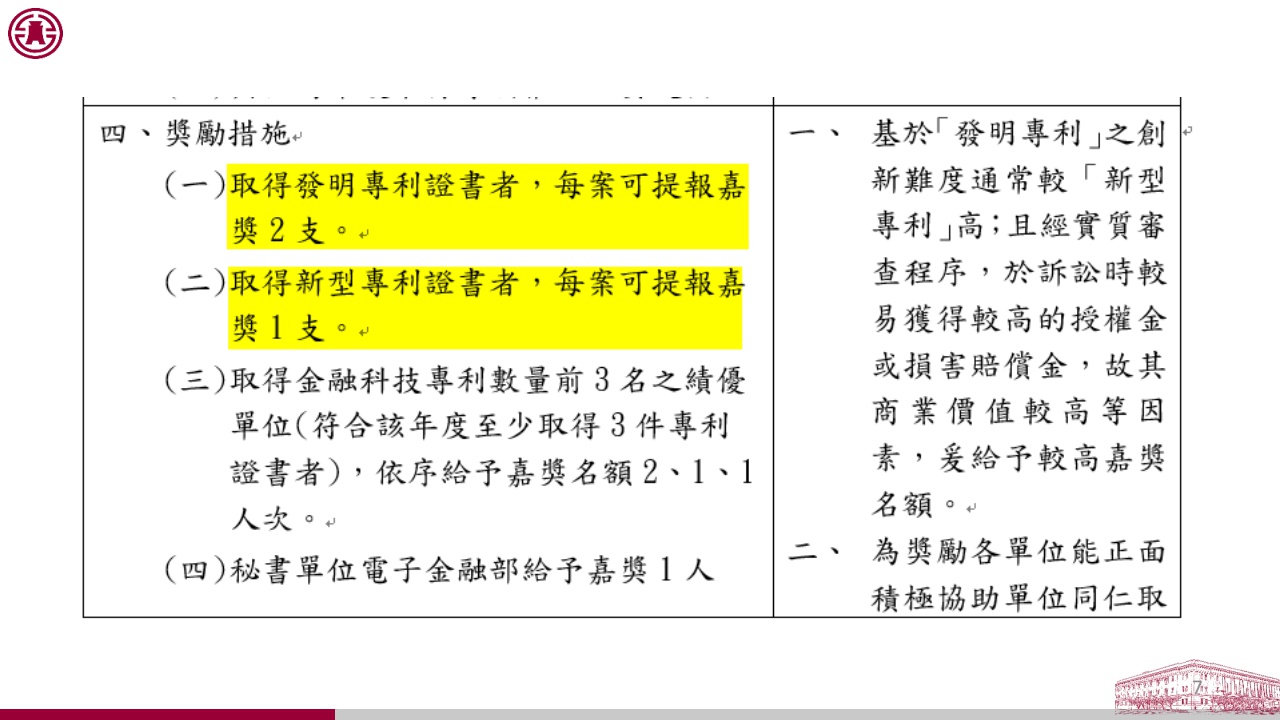 四、獎勵措施
(一)取得發明專利證書者，每案可提報嘉
獎2支。
(二)取得新型專利證書者，每案可提報嘉
獎1支。
(三)取得金融科技專利數量前3名之績優
單位(符合該年度至少取得3件專利
證書者)，依序給予嘉獎名額2、1、1
人次。
(四)秘書單位電子金融部給予嘉獎1人
一、 基於「發明專利」之創
新難度通常較「新型
專利」高；且經實質審
查程序，於訴訟時較
易獲得較高的授權金
或損害賠償金，故其
商業價值較高等因
素，爰給予較高嘉獎
名額。
二、 為獎勵各單位能正面
積極協助單位同仁取
7